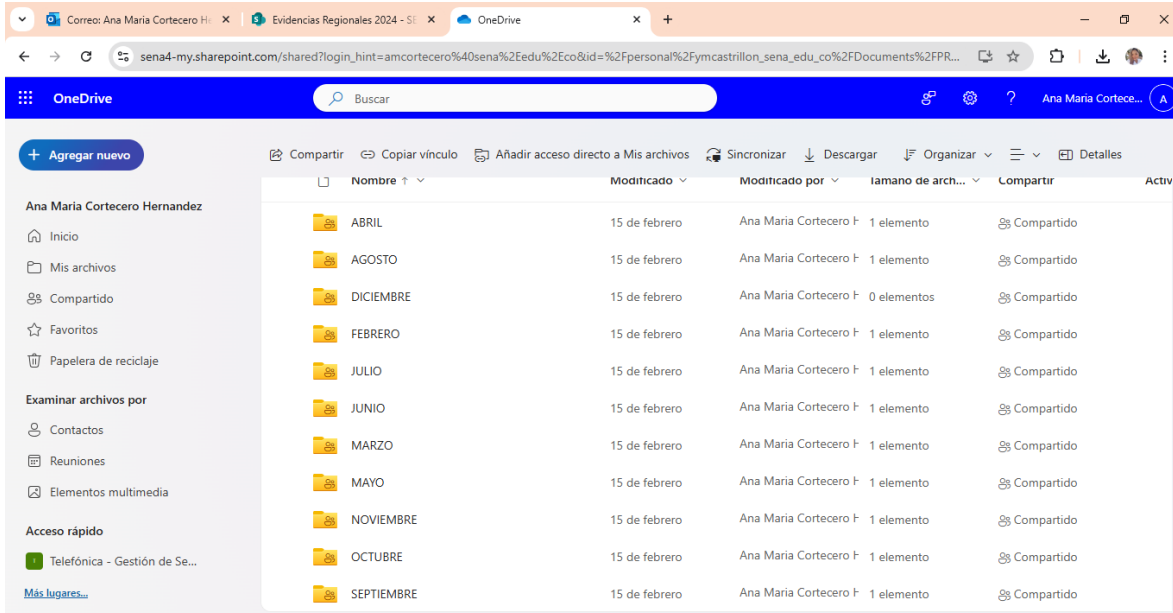 Correo: Ana Maria Cortecero He
Evidencias Regionales 2024 - SE
OneDrive
sena4-my.sharepoint.com/shared?login_hint=amcortecero%40sena%2Eedu%2Eco&id=%2Fpersonal%2Fymcastrillon_sena_edu_co%2FDocuments%2FPR...
OneDrive
Buscar
Ana Maria Cortece...
A
+ Agregar nuevo
Compartir Copiar vínculo Añadir acceso directo a Mis archivos Sincronizar Descargar Organizar Detalles
Nombre Modificado Modificado por Tamaño de arch... Compartir Activ
Ana Maria Cortecero Hernandez
Inicio
Mis archivos
Compartido
Favoritos
Papelera de reciclaje
Examinar archivos por
Contactos
Reuniones
Elementos multimedia
Acceso rápido
Telefónica - Gestión de Se...
Más lugares...
ABRIL 15 de febrero Ana Maria Cortecero H 1 elemento Compartido
AGOSTO 15 de febrero Ana Maria Cortecero H 1 elemento Compartido
DICIEMBRE 15 de febrero Ana Maria Cortecero H 0 elementos Compartido
FEBRERO 15 de febrero Ana Maria Cortecero H 1 elemento Compartido
JULIO 15 de febrero Ana Maria Cortecero H 1 elemento Compartido
JUNIO 15 de febrero Ana Maria Cortecero H 1 elemento Compartido
MARZO 15 de febrero Ana Maria Cortecero H 1 elemento Compartido
MAYO 15 de febrero Ana Maria Cortecero H 1 elemento Compartido
NOVIEMBRE 15 de febrero Ana Maria Cortecero H 1 elemento Compartido
OCTUBRE 15 de febrero Ana Maria Cortecero H 1 elemento Compartido
SEPTIEMBRE 15 de febrero Ana Maria Cortecero H 1 elemento Compartido